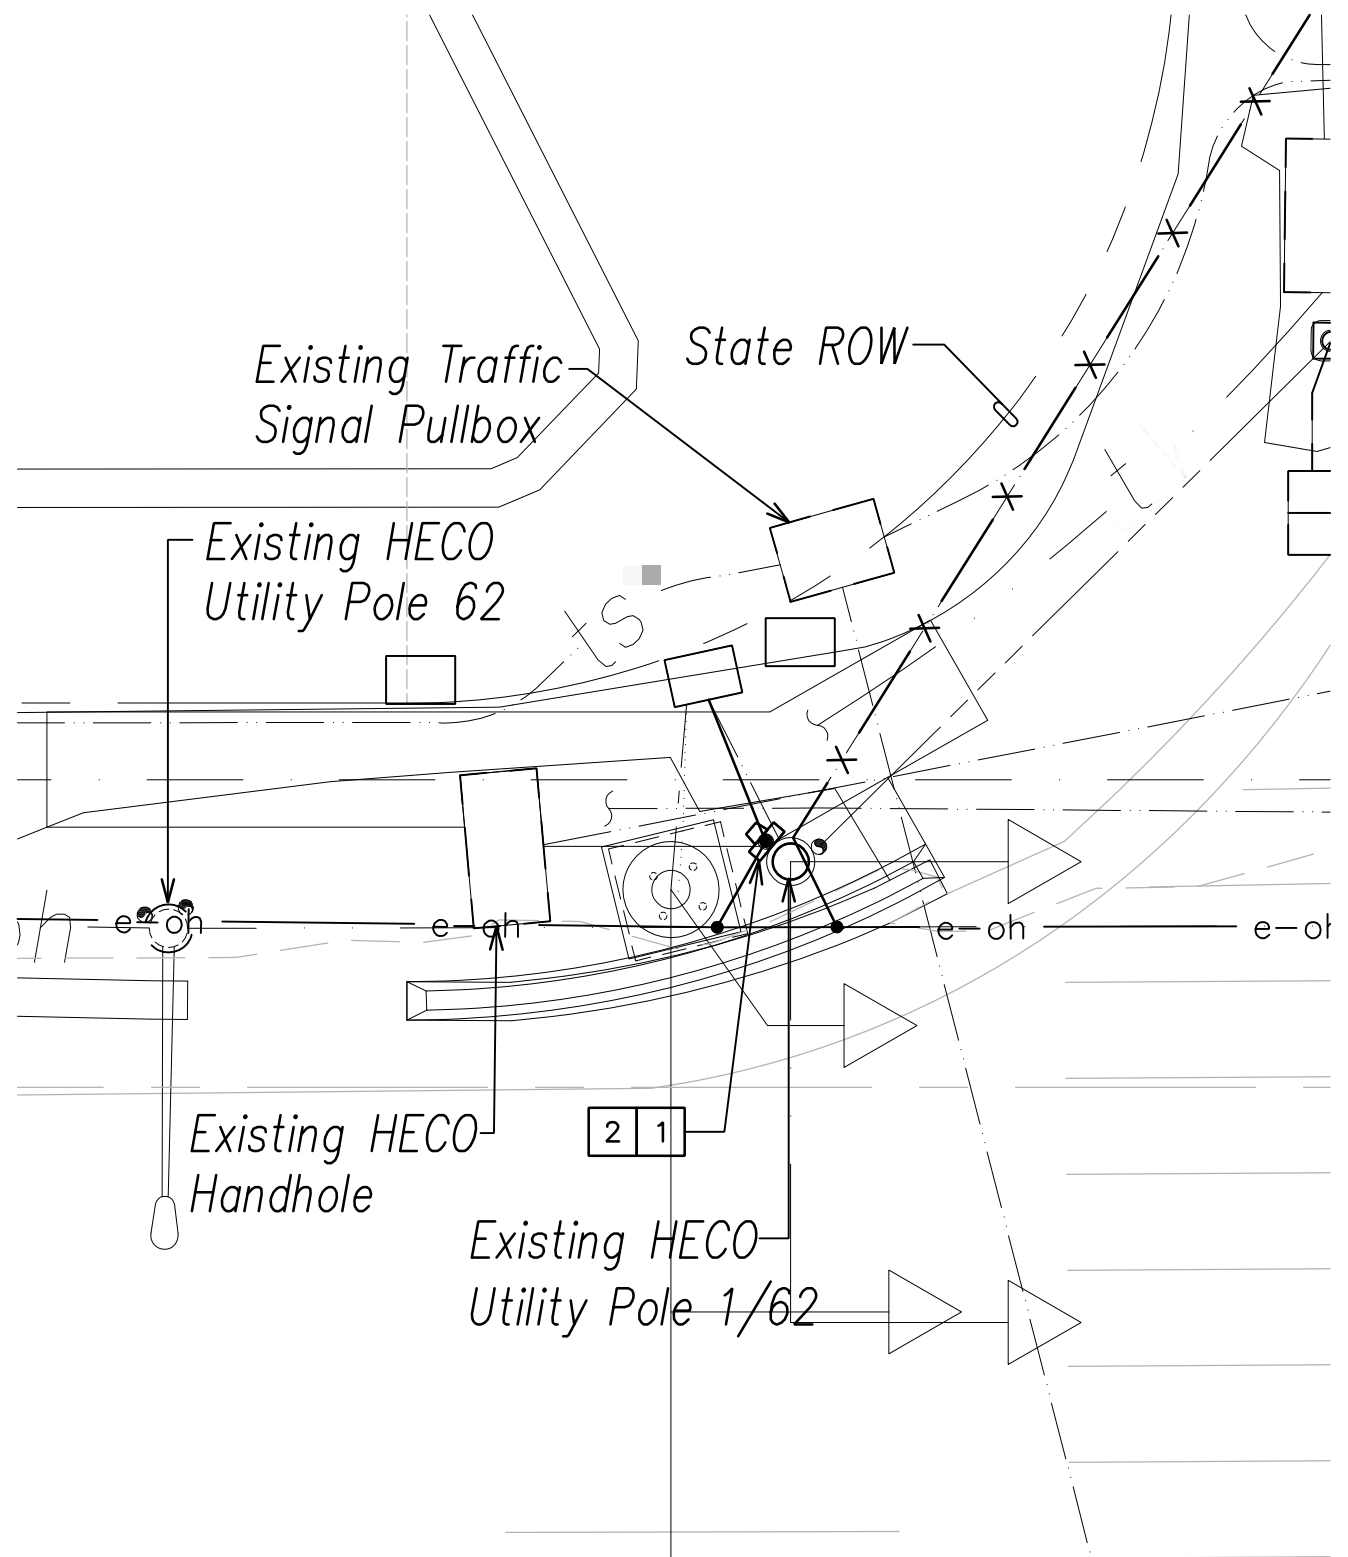 State ROW
Existing Traffic
Signal Pullbox
Existing HECO
Utility Pole 62
ts
e-oh
e-oh
e-oh
e-oh
h
Existing HECO
Handhole
2 1
Existing HECO
Utility Pole 1/62